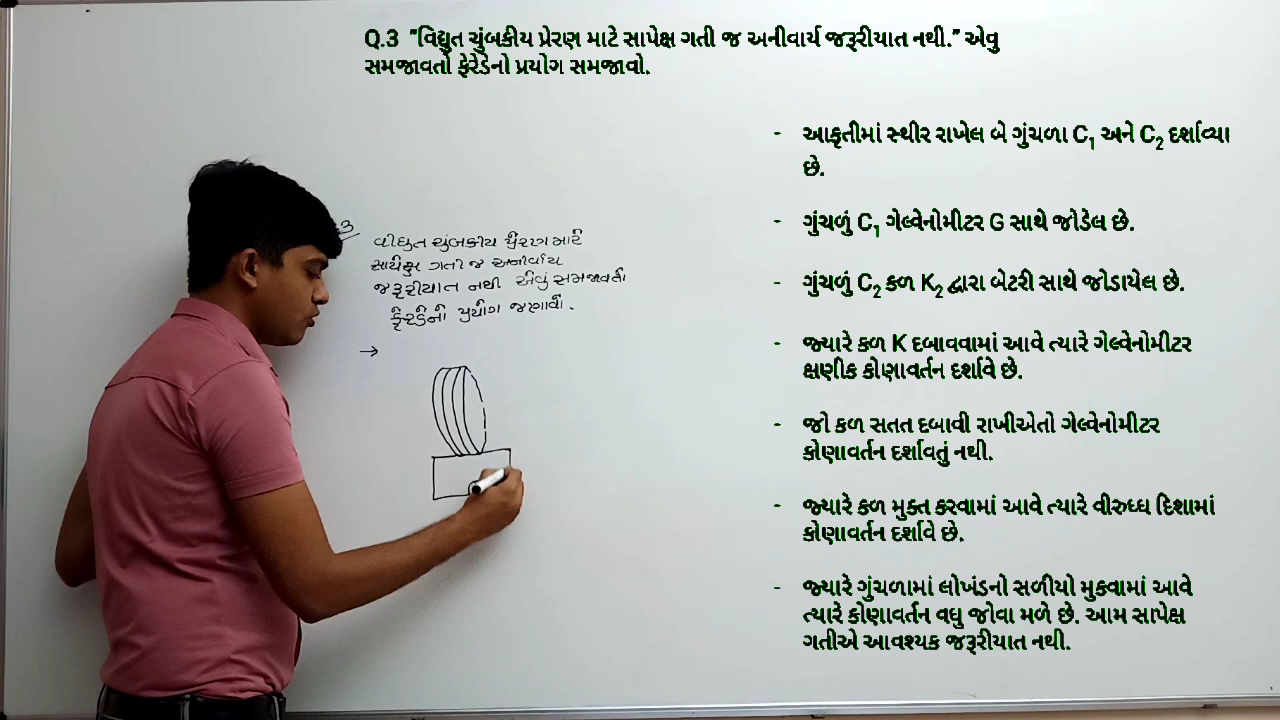 Q.3 "વિદ્યુત ચુંબકીય પ્રેરણ માટે સાપેક્ષ ગતી જ અનીવાર્ય જરૂરીયાત નથી." એવુ
સમજાવતો ફેરેડેનો પ્રયોગ સમજાવો.
3
વીદ્યુત ચુંબકીય પ્રેરણ માટે
સાપેક્ષ ગતી જ અનીર્વાય
જરૂરીયાત નથી એવું સમજાવતી
ફેરેડેનો પ્રયોગ જણાવો.
→
- આકૃતીમાં સ્થીર રાખેલ બે ગુંચળા C₁ અને C₂ દર્શાવ્યા
છે.
- ગુંચળું C₁ ગેલ્વેનોમીટર G સાથે જોડેલ છે.
- ગુંચળું C₂ કળ K₂ દ્વારા બેટરી સાથે જોડાયેલ છે.
- જ્યારે કળ K દબાવવામાં આવે ત્યારે ગેલ્વેનોમીટર
ક્ષણીક કોણાવર્તન દર્શાવે છે.
- જો કળ સતત દબાવી રાખીએતો ગેલ્વેનોમીટર
કોણાવર્તન દર્શાવતું નથી.
- જ્યારે કળ મુક્ત કરવામાં આવે ત્યારે વીરુધ્ધ દિશામાં
કોણાવર્તન દર્શાવે છે.
- જ્યારે ગુંચળામાં લોખંડનો સળીયો મુકવામાં આવે
ત્યારે કોણાવર્તન વધુ જોવા મળે છે. આમ સાપેક્ષ
ગતીએ આવશ્યક જરૂરીયાત નથી.